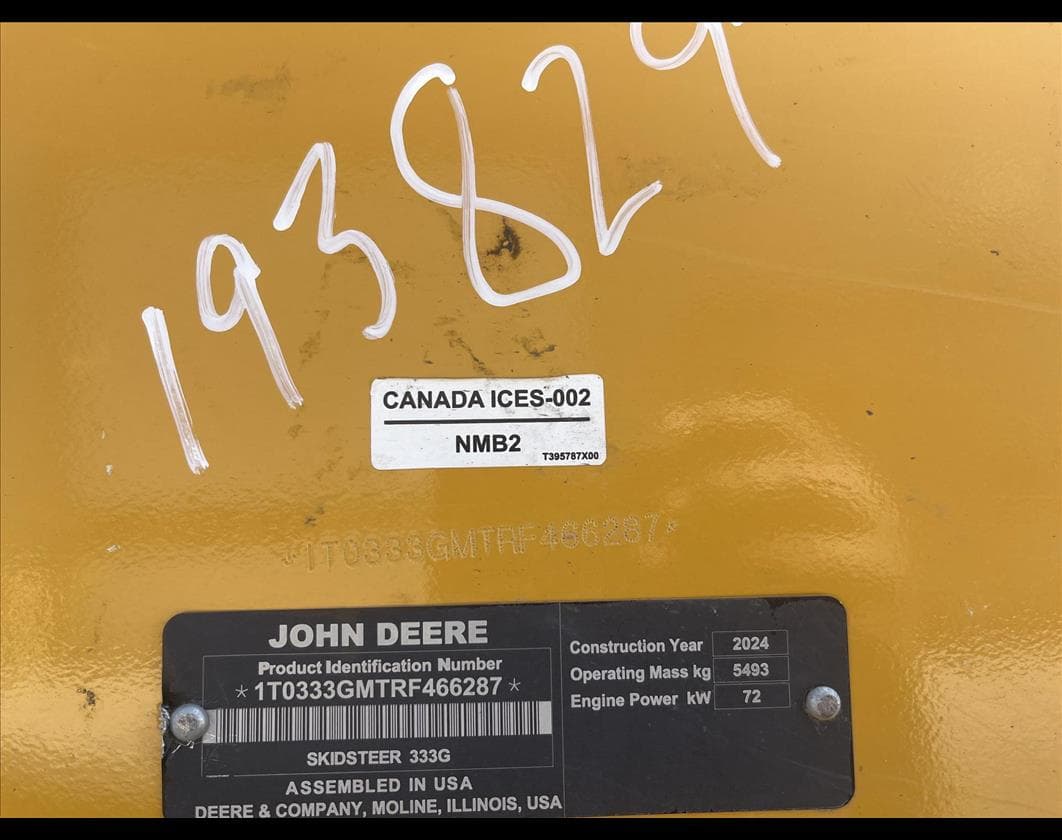 193829
CANADA ICES-002
NMB2
T395787X00
*1T0333GMTRF466287*
JOHN DEERE
Product Identification Number
*1T0333GMTRF466287*
SKIDSTEER 333G
ASSEMBLED IN USA
DEERE & COMPANY, MOLINE, ILLINOIS, USA
Construction Year 2024
Operating Mass kg 5493
Engine Power kW 72